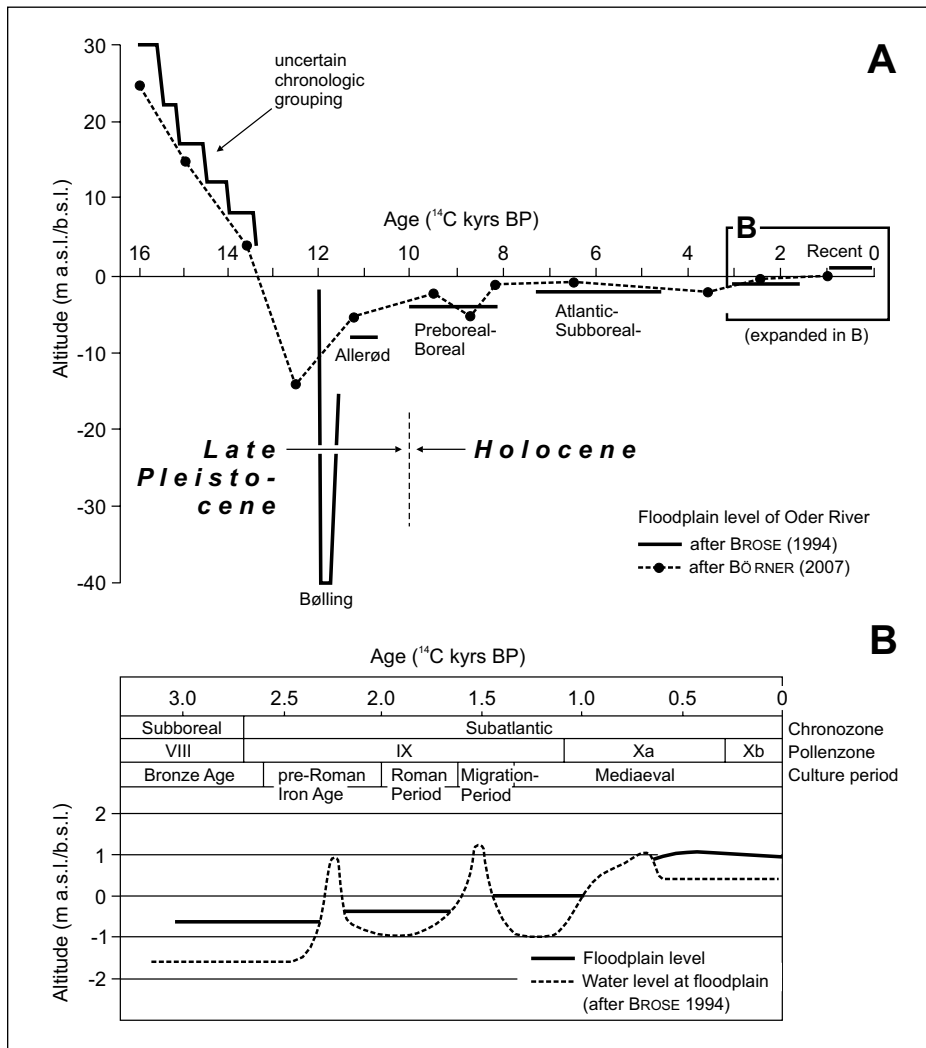 A
30
20
10
0
-10
-20
-30
-40
Altitude (m a.s.l./b.s.l.)
uncertain
chronologic
grouping
Age (¹⁴C kyrs BP)
16
14
12
10
8
6
4
2
0
B
Recent
(expanded in B)
Allerød
Preboreal-
Boreal
Atlantic-
Subboreal-
Late
Pleisto-
cene
Holocene
Bølling
Floodplain level of Oder River
after BROSE (1994)
after BÖRNER (2007)
B
Age (¹⁴C kyrs BP)
3.0
2.5
2.0
1.5
1.0
0.5
0
Subboreal
Subatlantic
Chronozone
VIII
IX
Xa
Xb
Pollenzone
Bronze Age
pre-Roman
Iron Age
Roman
Period
Migration-
Period
Mediaeval
Culture period
2
1
0
-1
-2
Altitude (m a.s.l./b.s.l.)
Floodplain level
Water level at floodplain
(after BROSE 1994)